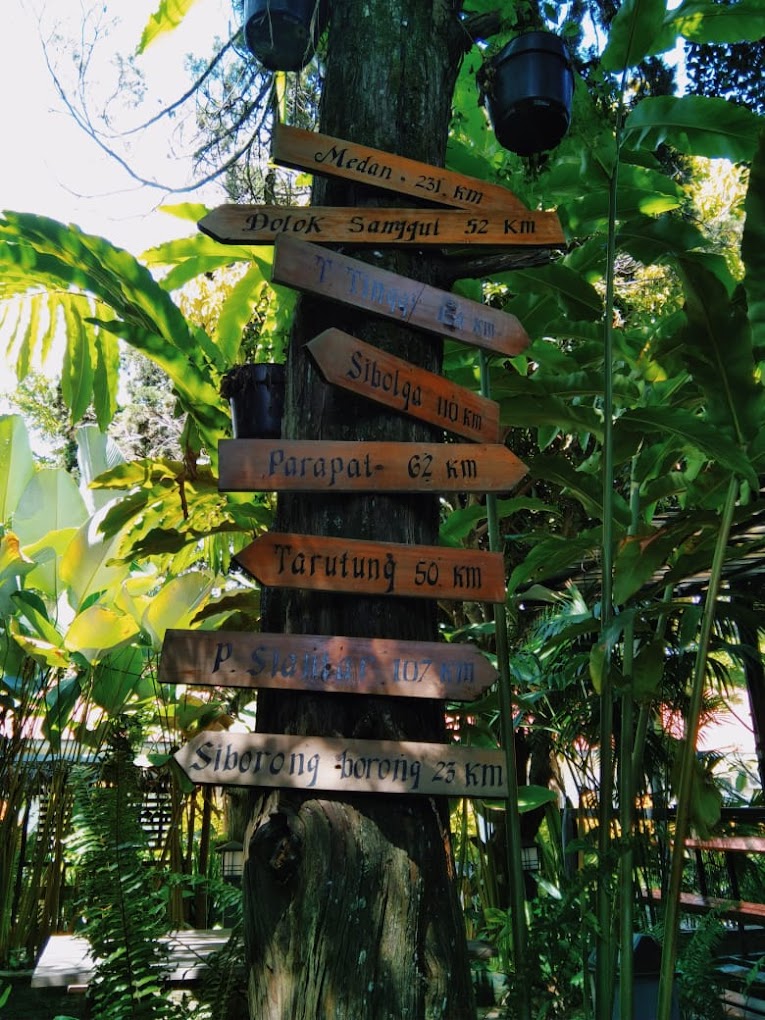 Medan - 231. KM
Dolok Sanggul 52 KM
T. Tinggi KM
Sibolga 110 KM
Parapat- 62 KM
Tarutung 50. KM
P. Siantar 107 KM
Siborong -borong 23 KM